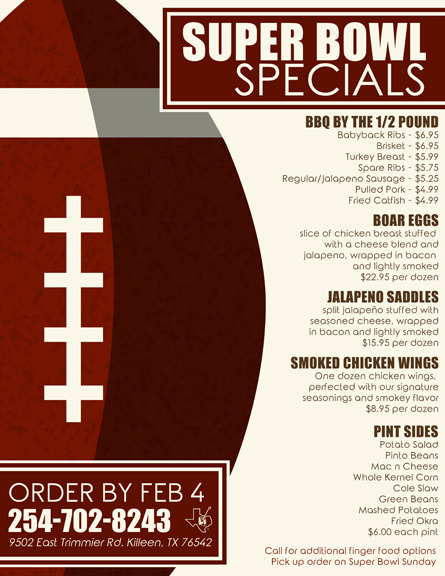 SUPER BOWL
SPECIALS
BBQ BY THE 1/2 POUND
Babyback Ribs - $6.95
Brisket - $6.95
Turkey Breast - $5.99
Spare Ribs - $5.75
Regular/Jalapeno Sausage - $5.25
Pulled Pork - $4.99
Fried Catfish - $4.99
BOAR EGGS
slice of chicken breast stuffed
with a cheese blend and
jalapeno, wrapped in bacon
and lightly smoked
$22.95 per dozen
JALAPENO SADDLES
split jalapeño stuffed with
seasoned cheese, wrapped
in bacon and lightly smoked
$15.95 per dozen
SMOKED CHICKEN WINGS
One dozen chicken wings,
perfected with our signature
seasonings and smokey flavor
$8.95 per dozen
PINT SIDES
Potato Salad
Pinto Beans
Mac n Cheese
Whole Kernel Corn
Cole Slaw
Green Beans
Mashed Potatoes
Fried Okra
$6.00 each pint
Call for additional finger food options
Pick up order on Super Bowl Sunday
ORDER BY FEB 4
254-702-8243
9502 East Trimmier Rd. Killeen, TX 76542